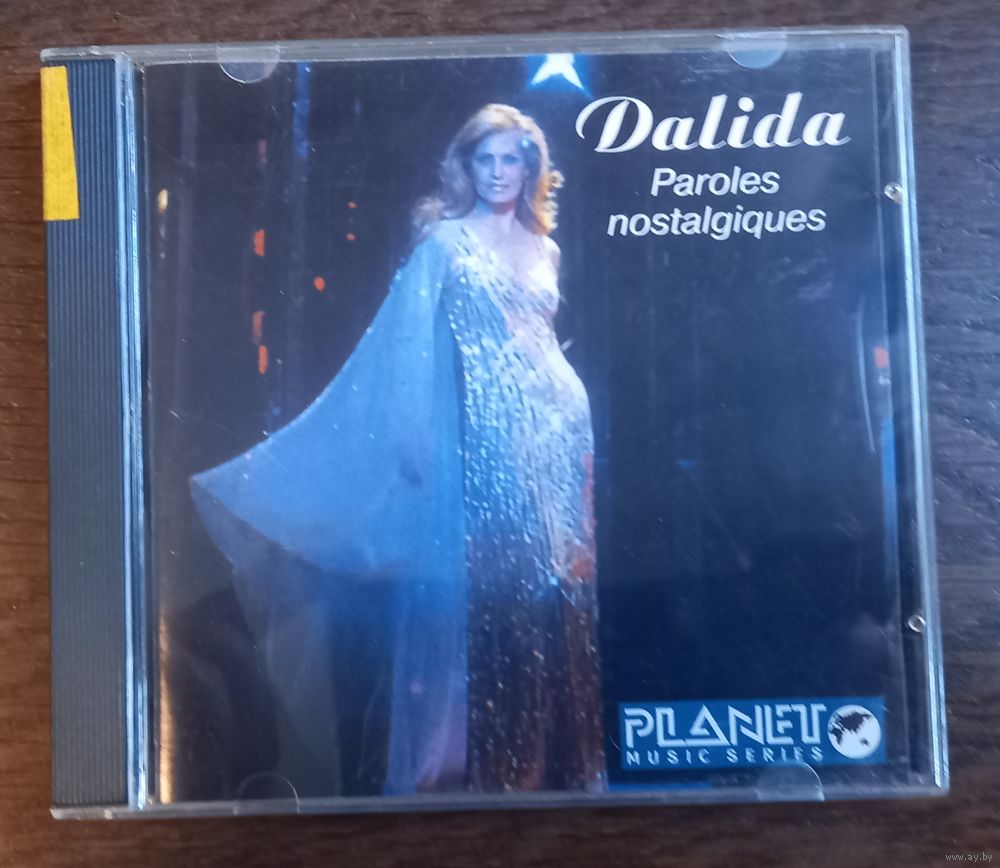 Dalida
Paroles
nostalgiques
PLANET
MUSIC SERIES
www.ay.by